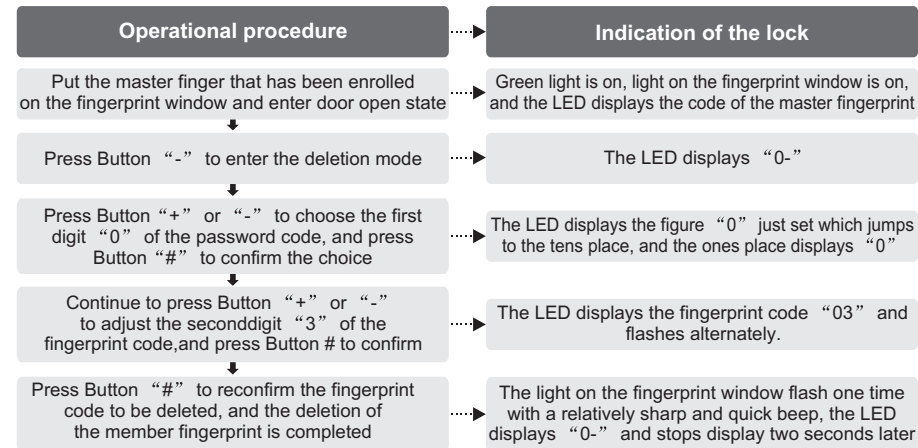 Operational procedure
Indication of the lock
Put the master finger that has been enrolled
on the fingerprint window and enter door open state
Green light is on, light on the fingerprint window is on,
and the LED displays the code of the master fingerprint
Press Button “-” to enter the deletion mode
The LED displays “0-”
Press Button “+” or “-” to choose the first
digit “0” of the password code, and press
Button “#” to confirm the choice
The LED displays the figure “0” just set which jumps
to the tens place, and the ones place displays “0”
Continue to press Button “+” or “-”
to adjust the seconddigit “3” of the
fingerprint code,and press Button # to confirm
The LED displays the fingerprint code “03” and
flashes alternately.
Press Button “#” to reconfirm the fingerprint
code to be deleted, and the deletion of
the member fingerprint is completed
The light on the fingerprint window flash one time
with a relatively sharp and quick beep, the LED
displays “0-” and stops display two seconds later